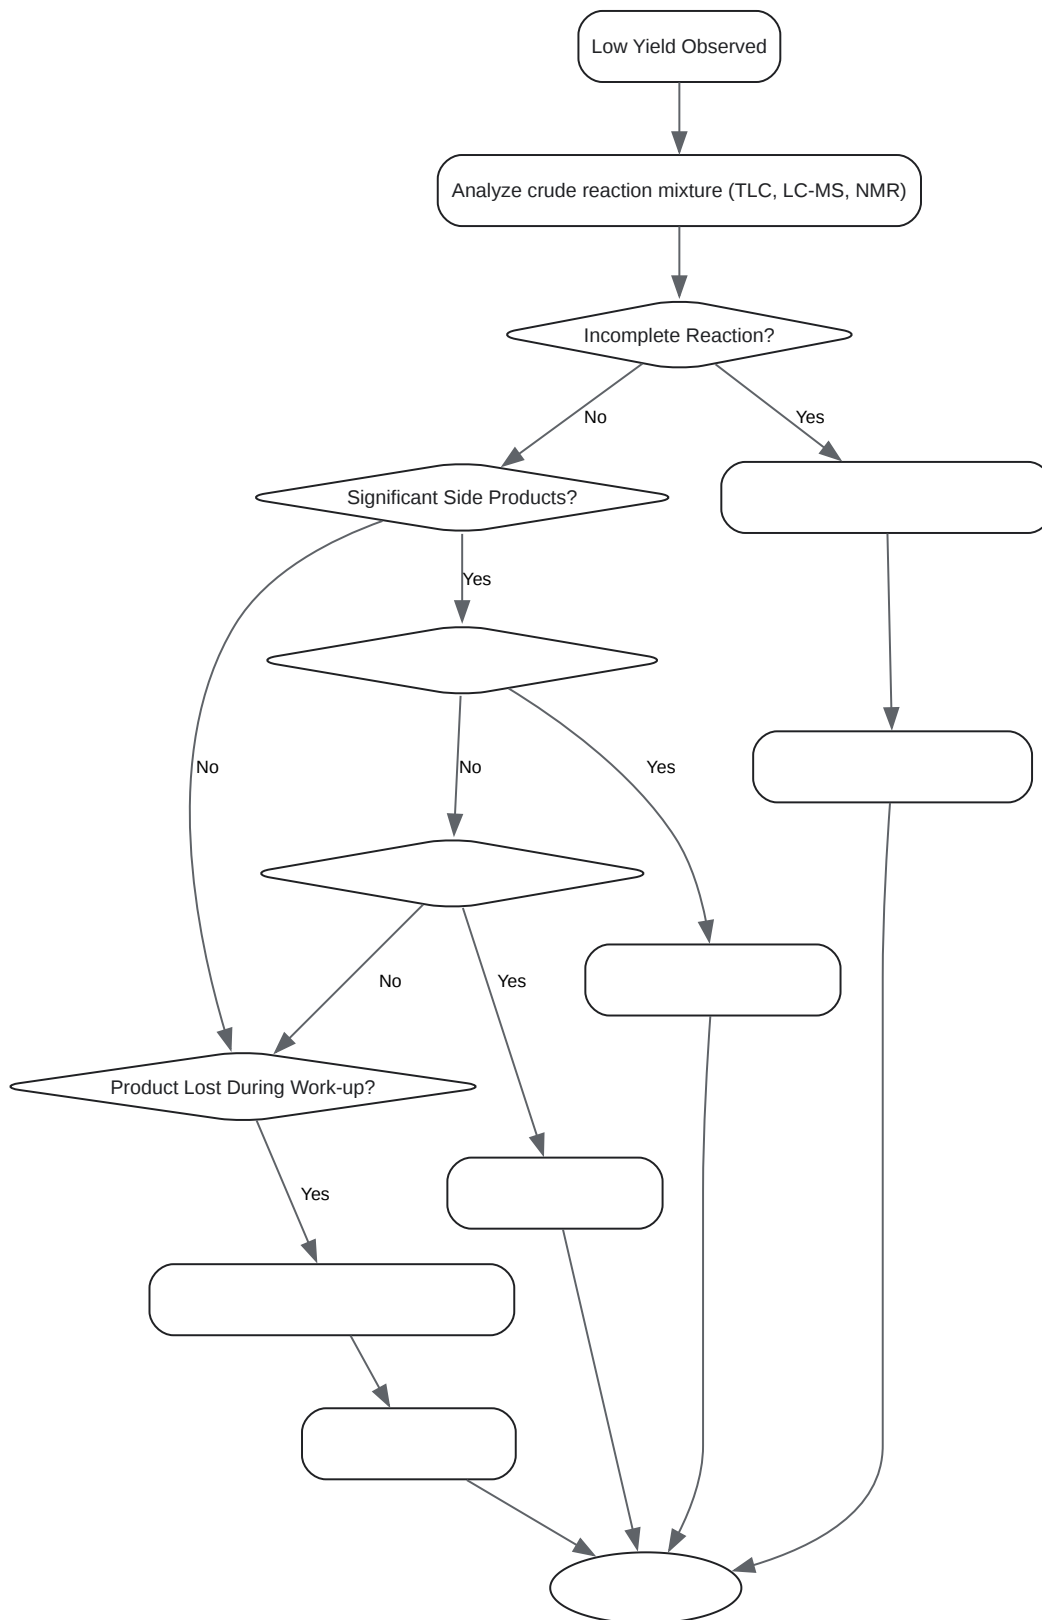 Low Yield Observed
Analyze crude reaction mixture (TLC, LC-MS, NMR)
Incomplete Reaction?
No
Yes
Significant Side Products?
Yes
No
No
Yes
No
Yes
Product Lost During Work-up?
Yes